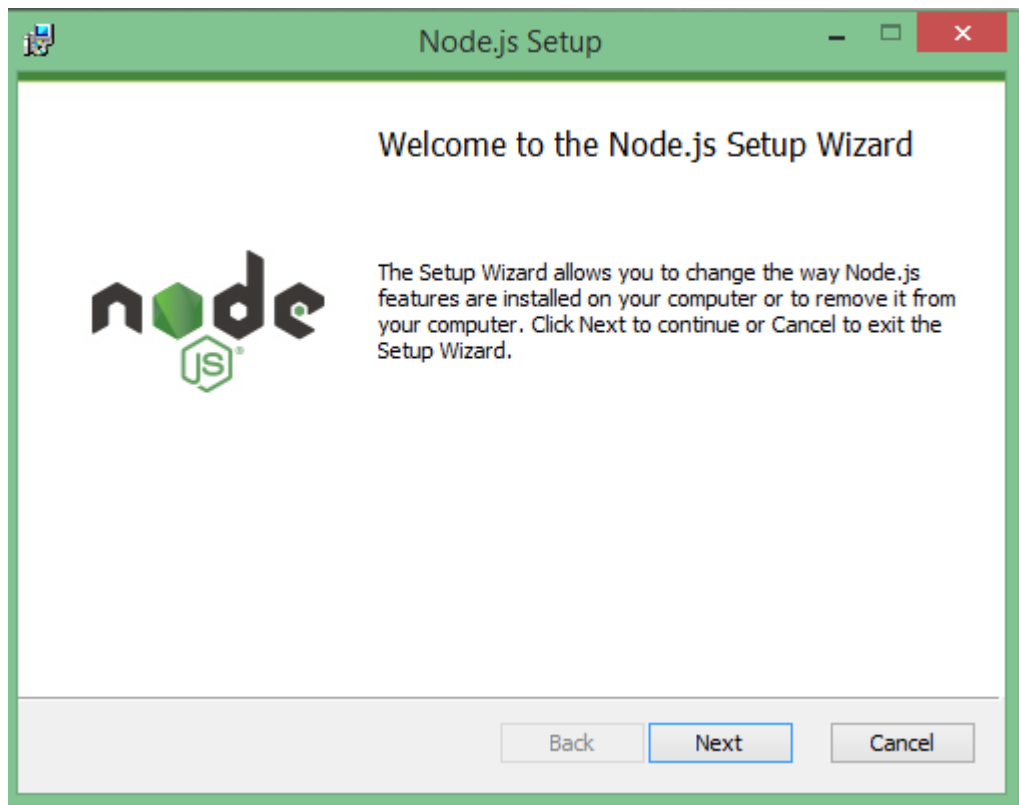 Node.js Setup
Welcome to the Node.js Setup Wizard
The Setup Wizard allows you to change the way Node.js
features are installed on your computer or to remove it from
your computer. Click Next to continue or Cancel to exit the
Setup Wizard.
node
JS®
Back Next Cancel